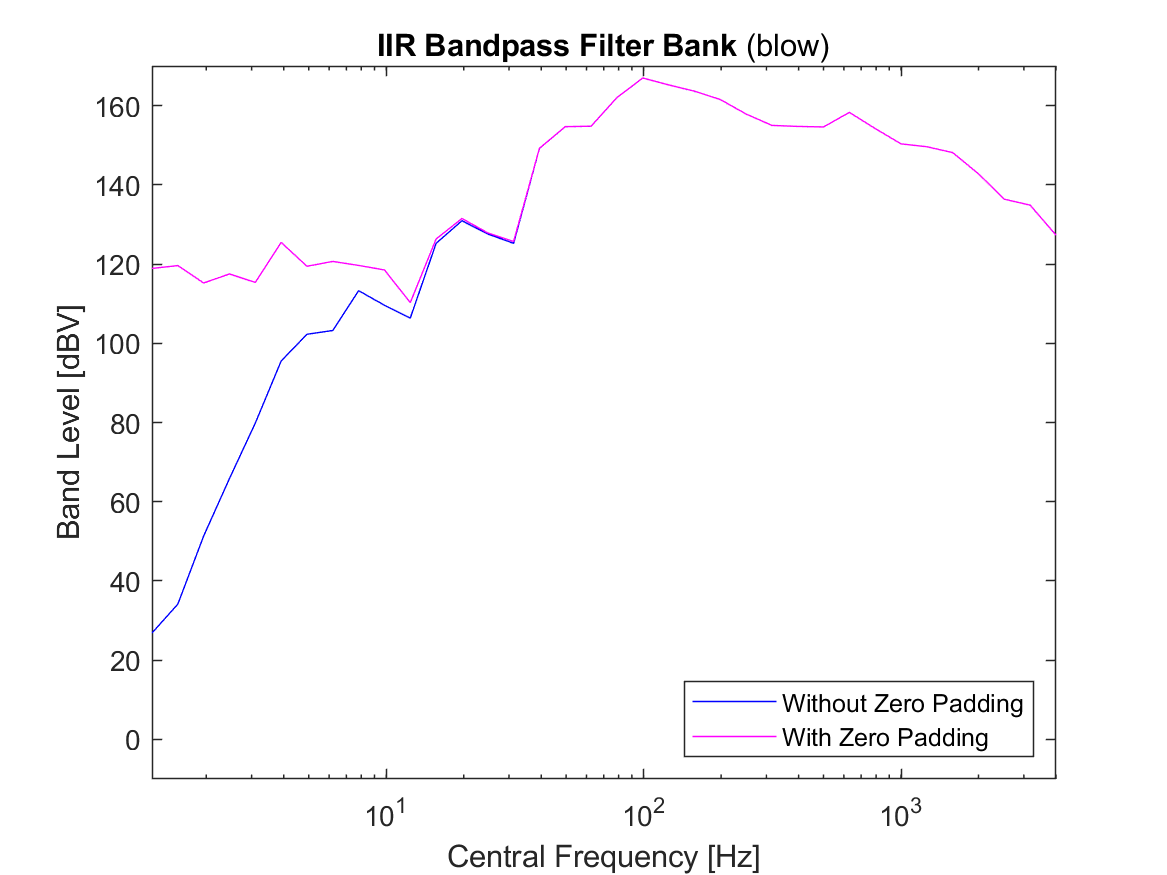 IIR Bandpass Filter Bank (blow)
160
140
120
100
80
60
40
20
0
Band Level [dBV]
Without Zero Padding
With Zero Padding
10^1 10^2 10^3
Central Frequency [Hz]